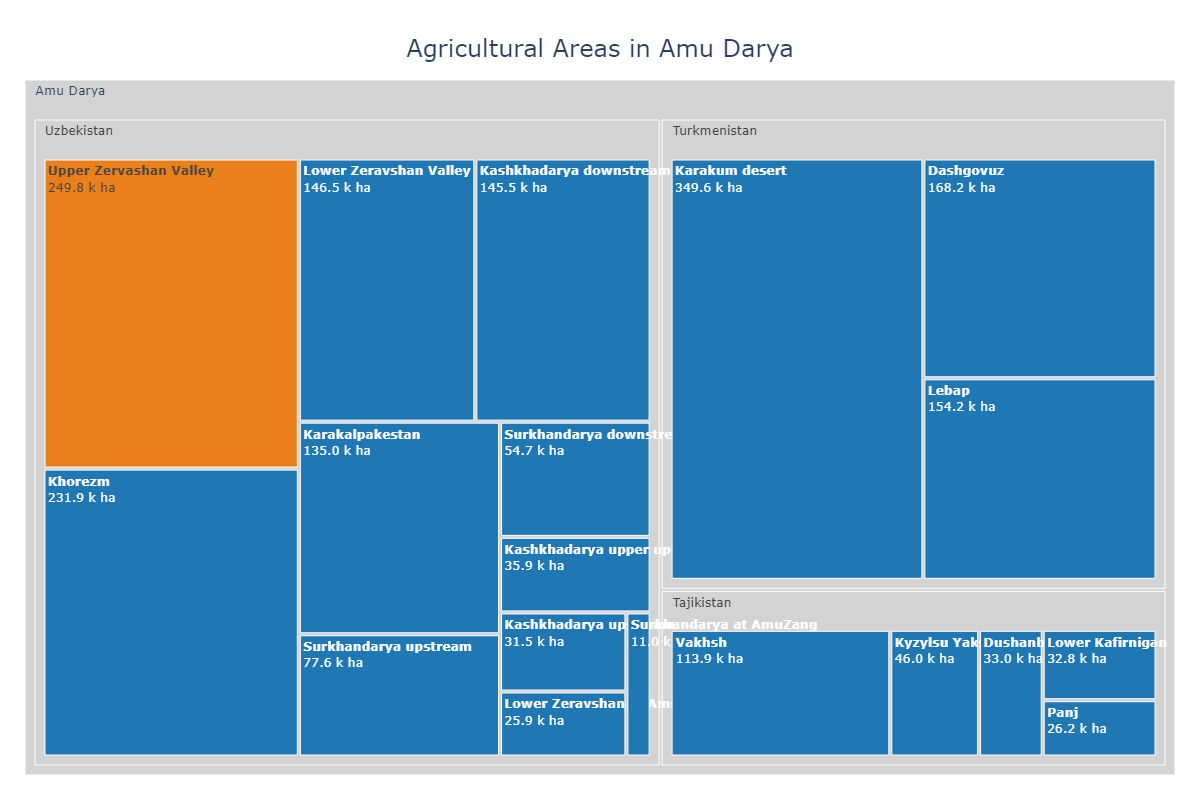 Agricultural Areas in Amu Darya
Amu Darya
Uzbekistan
Upper Zervashan Valley
249.8 k ha
Khorezm
231.9 k ha
Lower Zeravshan Valley
146.5 k ha
Kashkhadarya downstream
145.5 k ha
Karakalpakestan
135.0 k ha
Surkhandarya upstream
77.6 k ha
Surkhandarya downstre
54.7 k ha
Kashkhadarya upper up
35.9 k ha
Kashkhadarya up
31.5 k ha
Lower Zeravshan
25.9 k ha
Surkhandarya at AmuZang
11.0 k
Turkmenistan
Karakum desert
349.6 k ha
Dashgovuz
168.2 k ha
Lebap
154.2 k ha
Tajikistan
Vakhsh
113.9 k ha
Kyzylsu Yak
46.0 k ha
Dushanb
33.0 k ha
Lower Kafirnigan
32.8 k ha
Panj
26.2 k ha